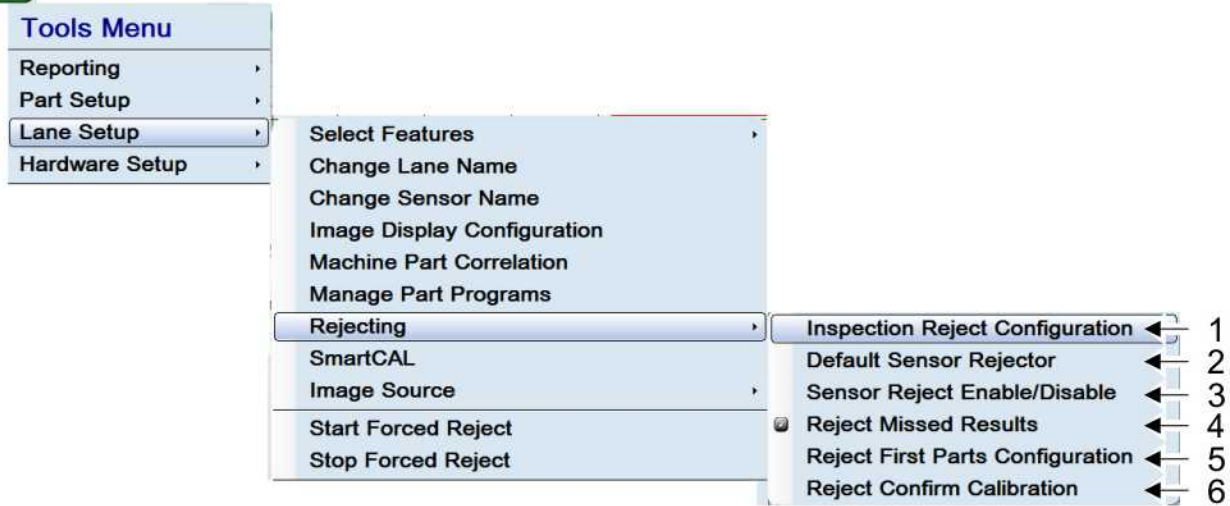 Tools Menu
Reporting
Part Setup
Lane Setup
Hardware Setup
Select Features
Change Lane Name
Change Sensor Name
Image Display Configuration
Machine Part Correlation
Manage Part Programs
Rejecting
SmartCAL
Image Source
Start Forced Reject
Stop Forced Reject
Inspection Reject Configuration 1
Default Sensor Rejector 2
Sensor Reject Enable/Disable 3
Reject Missed Results 4
Reject First Parts Configuration 5
Reject Confirm Calibration 6